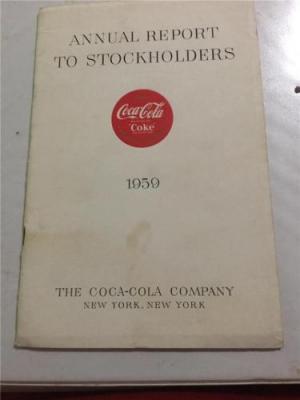 ANNUAL REPORT
TO STOCKHOLDERS
Coca-Cola
"Coke"
1959
THE COCA-COLA COMPANY
NEW YORK, NEW YORK